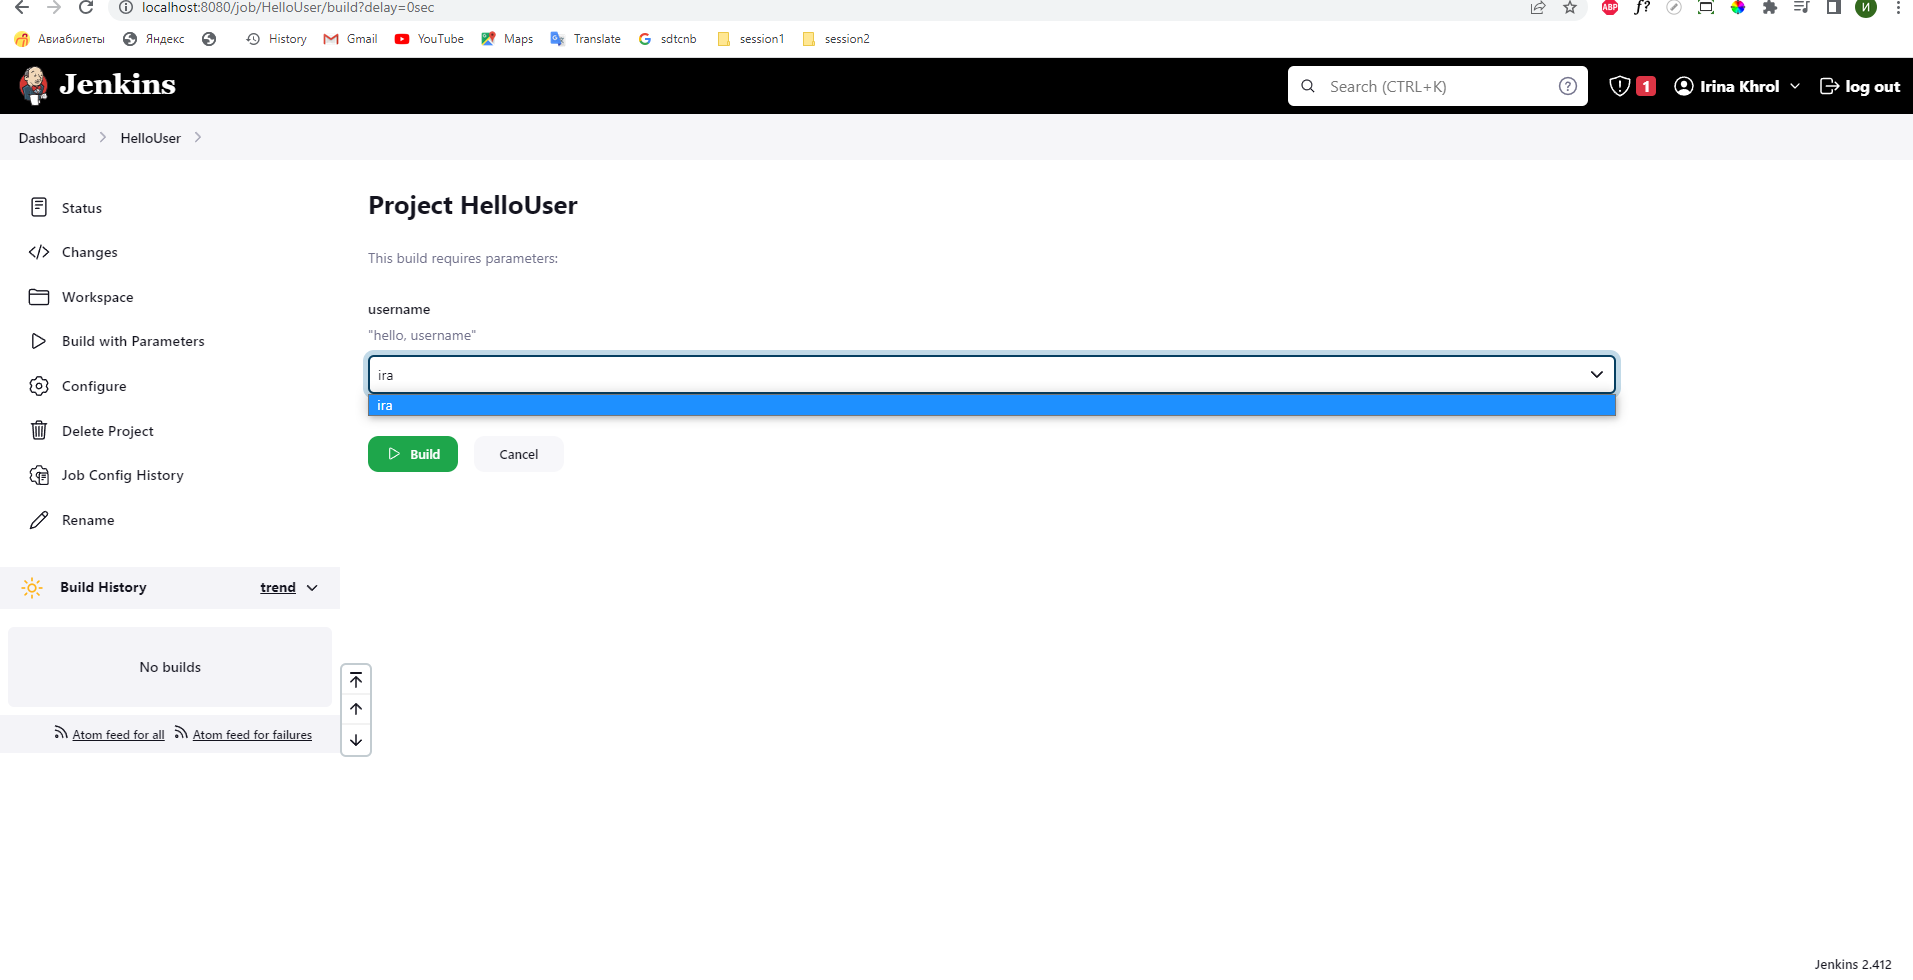 localhost:8080/job/HelloUser/build?delay=0sec
ABP f? И
Авиабилеты Яндекс History Gmail YouTube Maps Translate sdtcnb session1 session2
Jenkins Search (CTRL+K) 1 Irina Khrol log out
Dashboard HelloUser
Status
Changes
Workspace
Build with Parameters
Configure
Delete Project
Job Config History
Rename
Build History trend
No builds
Atom feed for all Atom feed for failures
Project HelloUser
This build requires parameters:
username
"hello, username"
ira
ira
Build Cancel
Jenkins 2.412